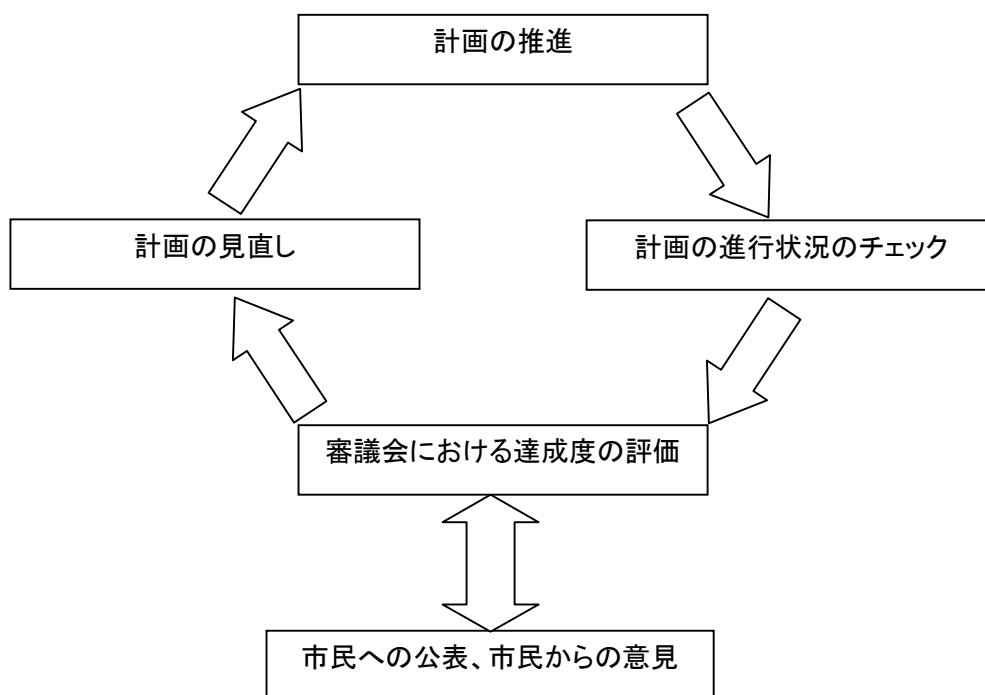 計画の推進
計画の見直し
計画の進行状況のチェック
審議会における達成度の評価
市民への公表、市民からの意見